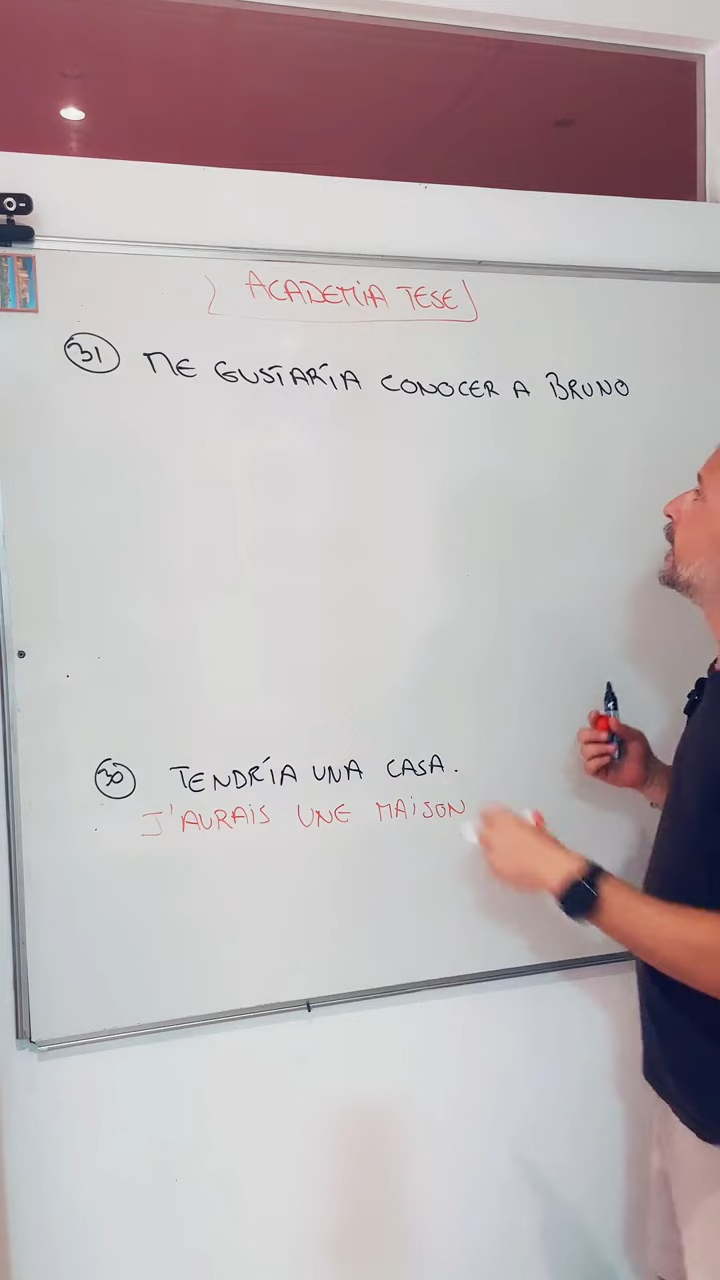 ACADEMIA TESE
31 ME GUSTARÍA CONOCER A BRUNO
30 TENDRÍA UNA CASA.
J'AURAIS UNE MAISON